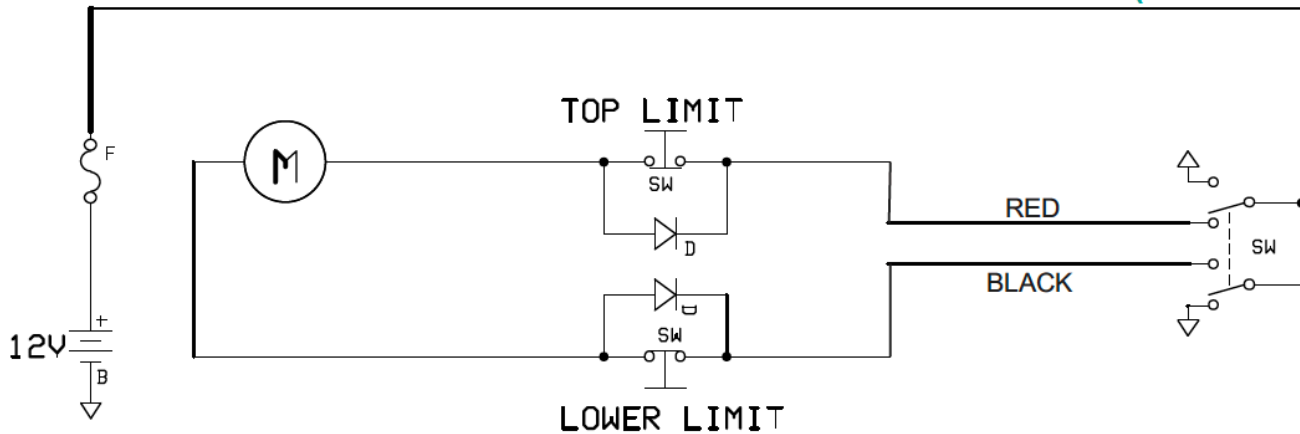 TOP LIMIT
F
M
SW
RED
D
SW
BLACK
D
+
12V
SW
B
LOWER LIMIT